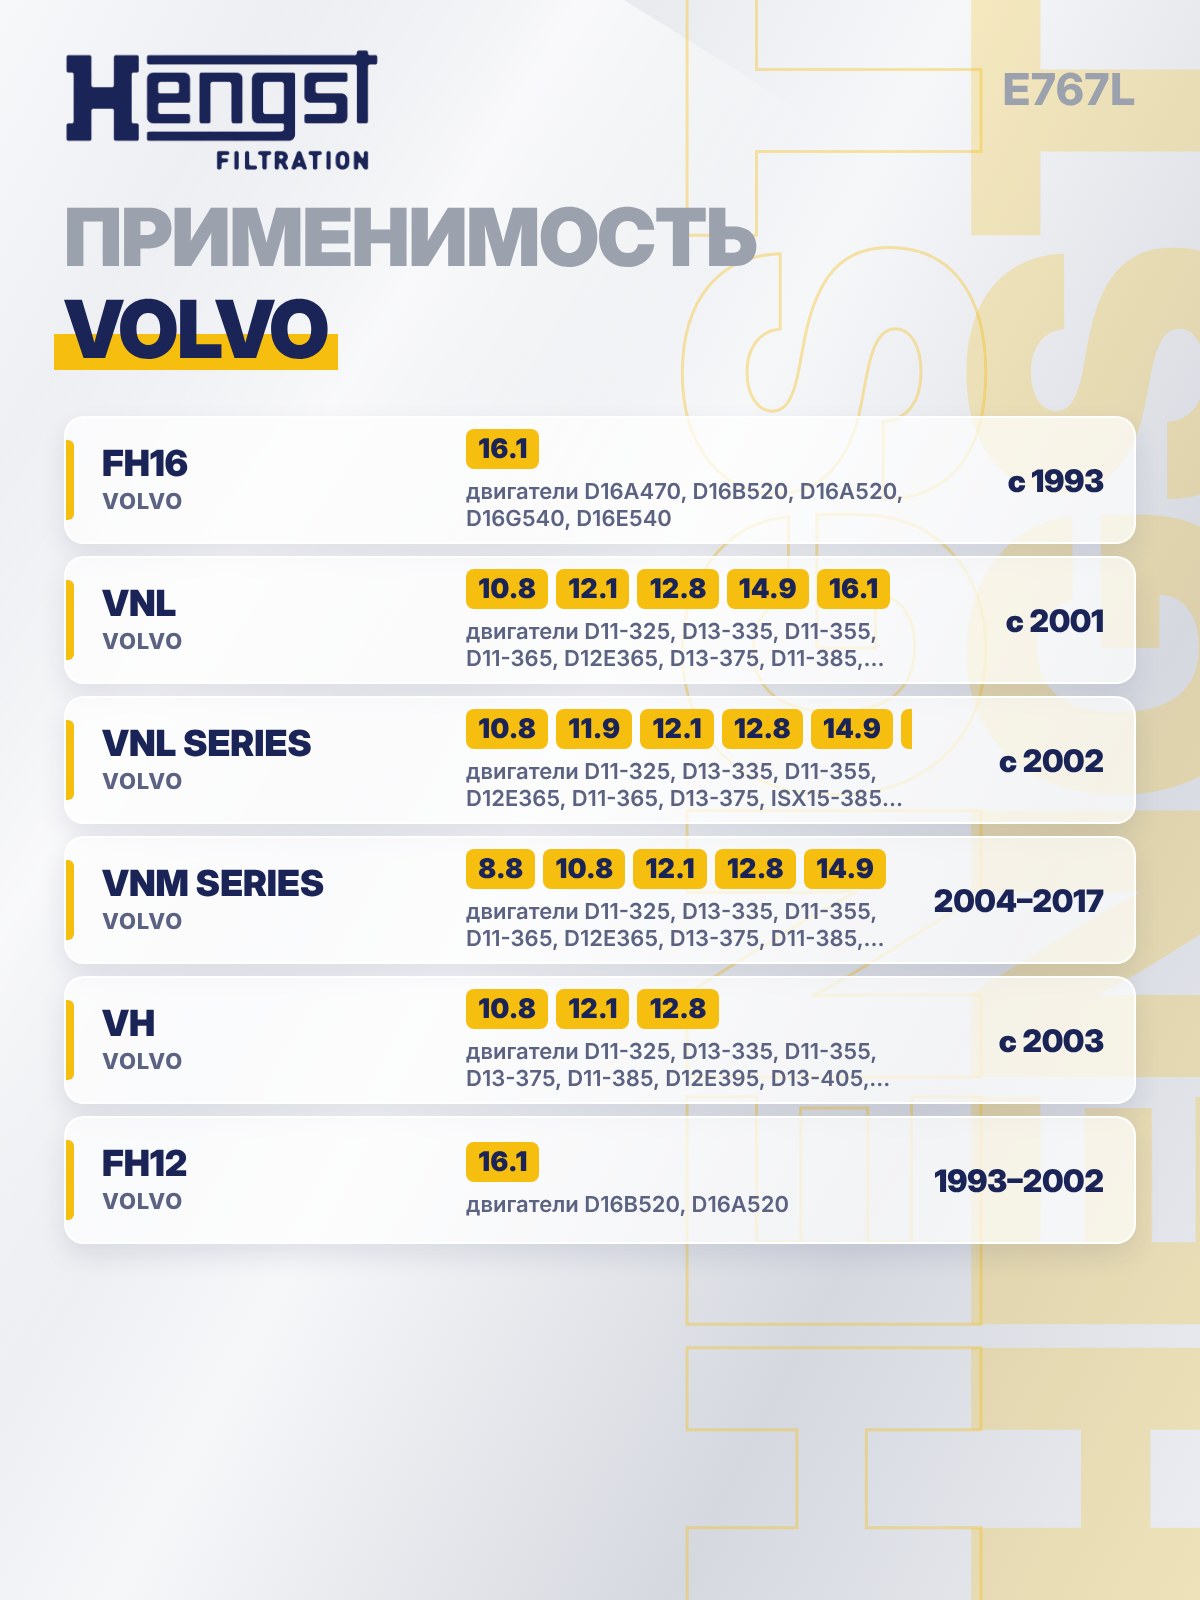 Hengst
FILTRATION
E767L
ПРИМЕНИМОСТЬ
VOLVO
FH16
VOLVO
16.1
двигатели D16A470, D16B520, D16A520,
D16G540, D16E540
с 1993
VNL
VOLVO
10.8 12.1 12.8 14.9 16.1
двигатели D11-325, D13-335, D11-355,
D11-365, D12E365, D13-375, D11-385,...
с 2001
VNL SERIES
VOLVO
10.8 11.9 12.1 12.8 14.9
двигатели D11-325, D13-335, D11-355,
D12E365, D11-365, D13-375, ISX15-385...
с 2002
VNM SERIES
VOLVO
8.8 10.8 12.1 12.8 14.9
двигатели D11-325, D13-335, D11-355,
D11-365, D12E365, D13-375, D11-385,...
2004–2017
VH
VOLVO
10.8 12.1 12.8
двигатели D11-325, D13-335, D11-355,
D13-375, D11-385, D12E395, D13-405,...
с 2003
FH12
VOLVO
16.1
двигатели D16B520, D16A520
1993–2002
HENGST
HENGST